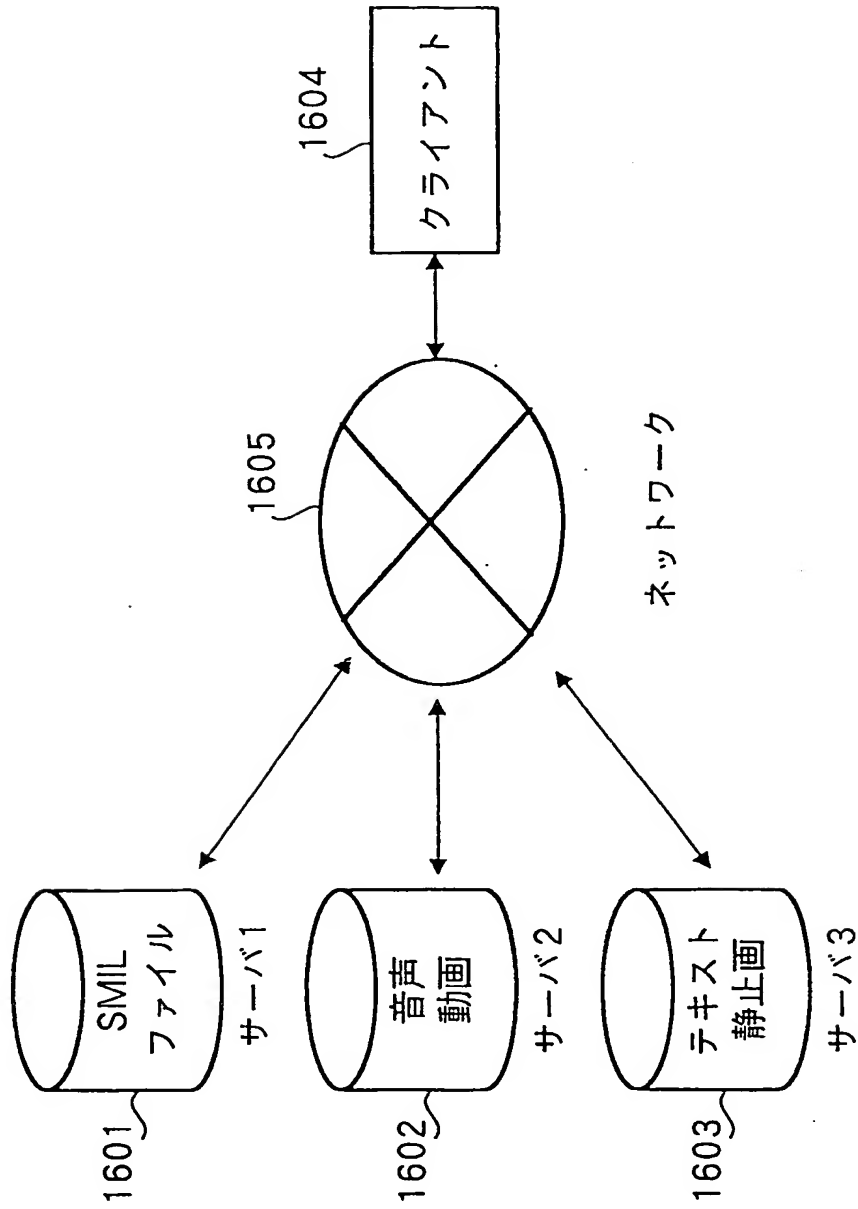 1601
SMIL
ファイル
サーバ1
1602
音声
動画
サーバ2
1603
テキスト
静止画
サーバ3
1605
ネットワーク
1604
クライアント